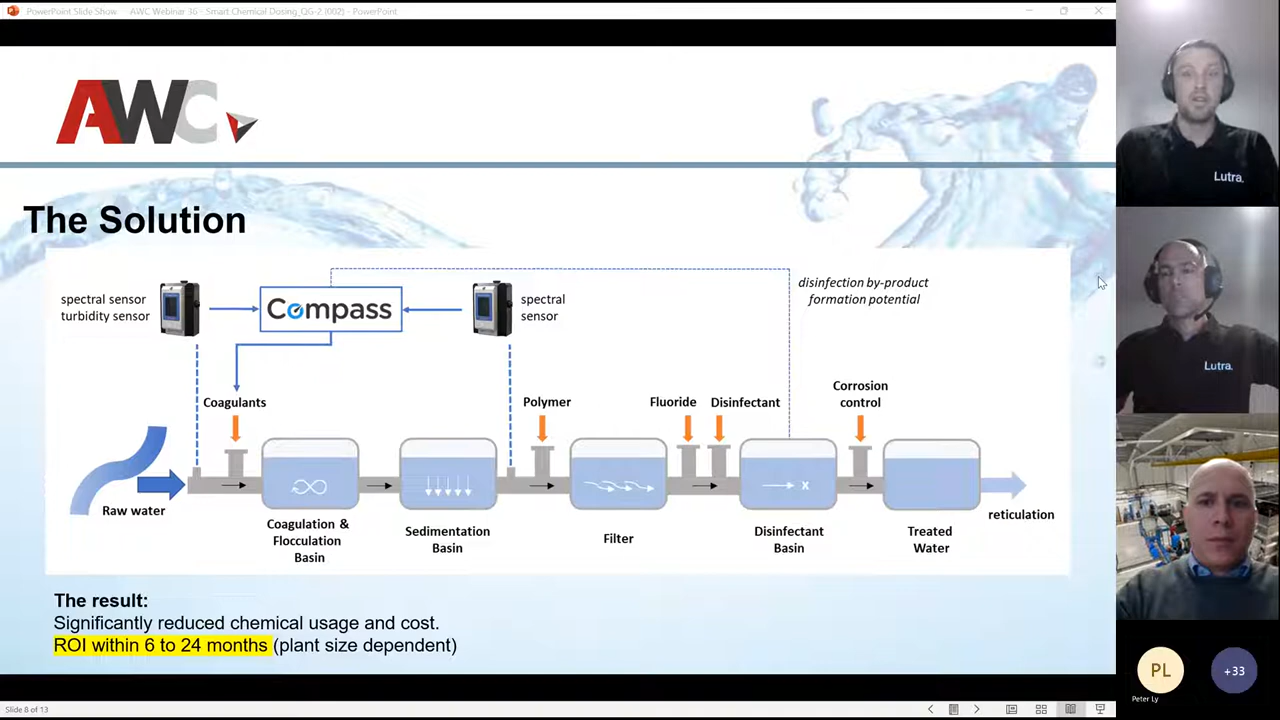 PowerPoint Slide Show - AWC Webinar 36 - Smart Chemical Dosing_QG-2 (002) - PowerPoint
AWC
The Solution
spectral sensor
turbidity sensor
Compass
spectral
sensor
disinfection by-product
formation potential
Coagulants
Polymer
Fluoride
Disinfectant
Corrosion
control
Raw water
Coagulation &
Flocculation
Basin
Sedimentation
Basin
Filter
x
Disinfectant
Basin
Treated
Water
reticulation
The result:
Significantly reduced chemical usage and cost.
ROI within 6 to 24 months (plant size dependent)
Slide 8 of 13
Lutra.
Lutra.
PL
Peter Ly
+33